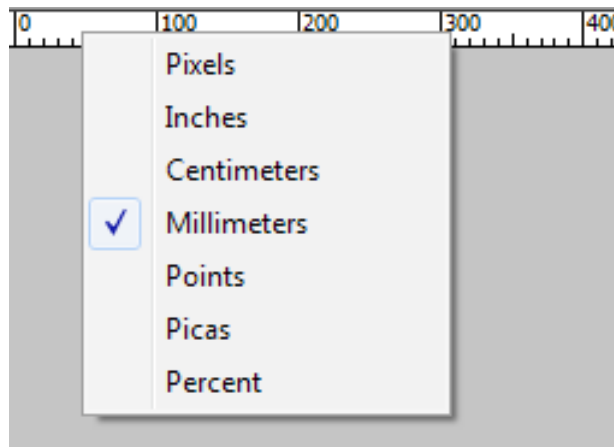 0 100 200 300 400
Pixels
Inches
Centimeters
Millimeters
Points
Picas
Percent